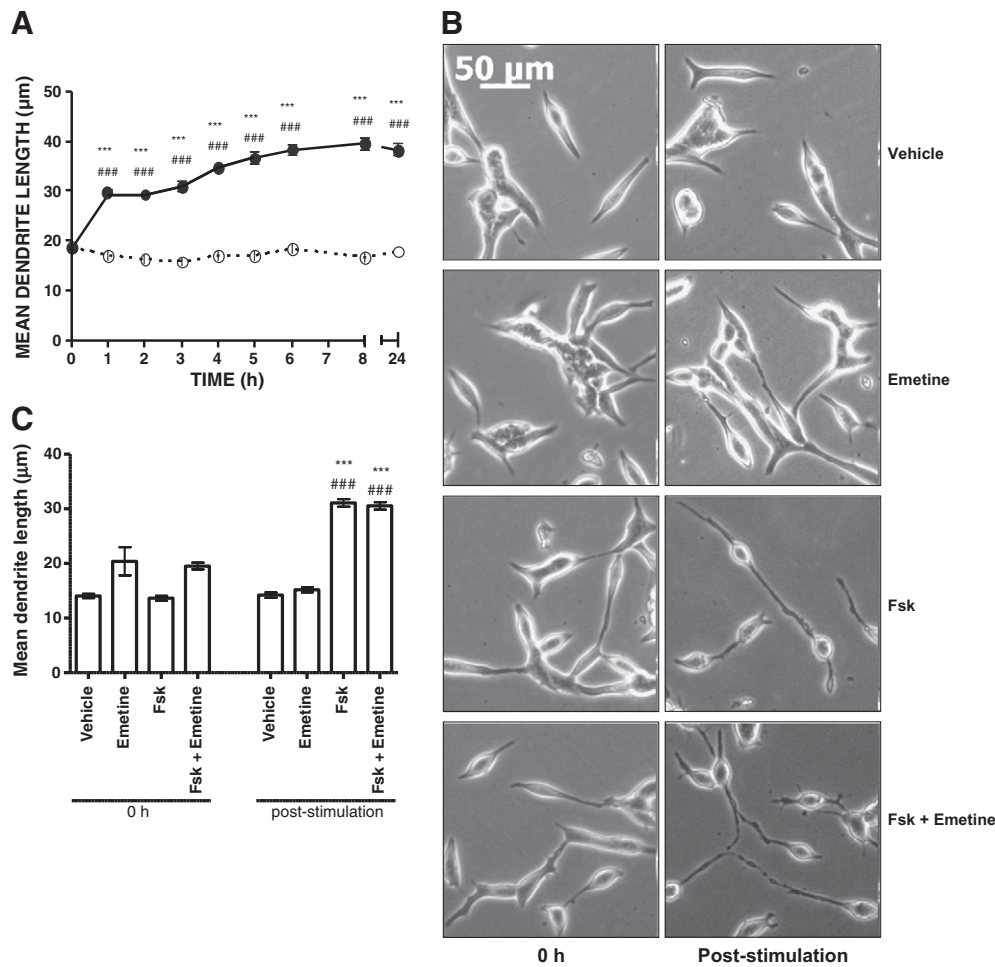 A
MEAN DENDRITE LENGTH (µm)
50
40
30
20
10
0
*** *** *** *** *** *** *** ***
### ### ### ### ### ### ### ###
0 1 2 3 4 5 6 7 8 24
TIME (h)
B
50 µm
Vehicle
Emetine
Fsk
Fsk + Emetine
0 h
Post-stimulation
C
Mean dendrite length (µm)
40
30
20
10
0
*** ***
### ###
Vehicle
Emetine
Fsk
Fsk + Emetine
Vehicle
Emetine
Fsk
Fsk + Emetine
0 h
post-stimulation